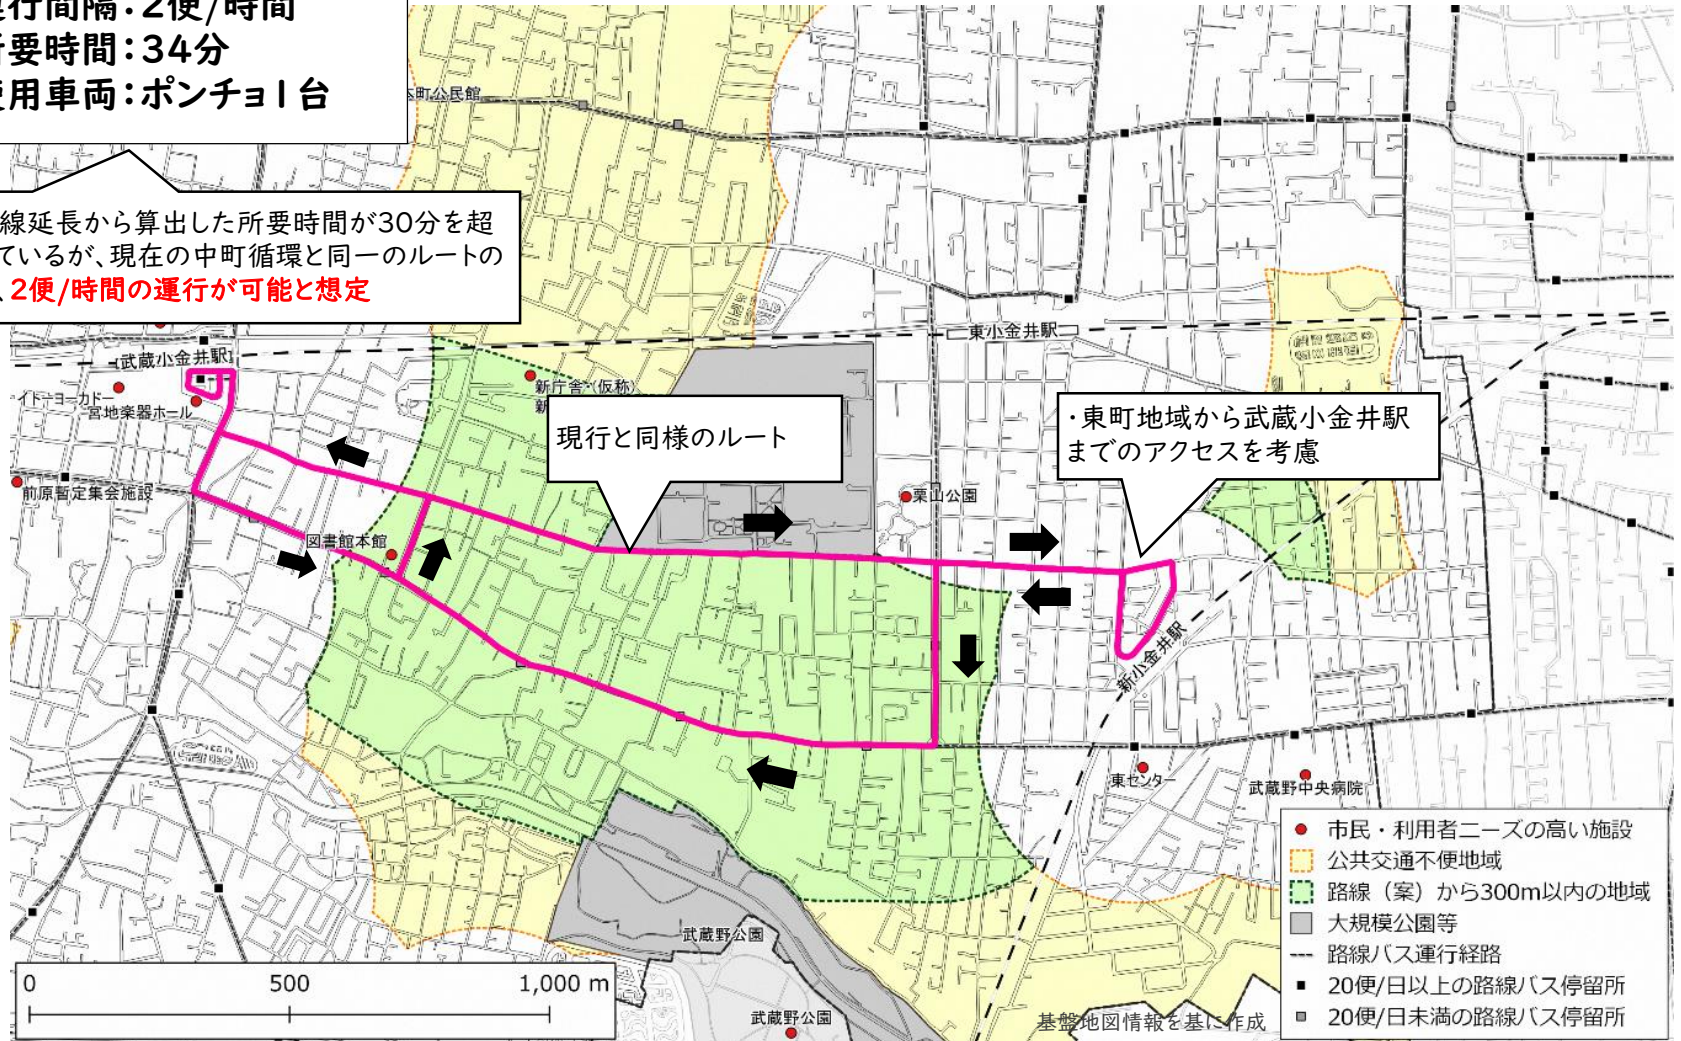 運行間隔：2便/時間
所要時間：34分
使用車両：ポンチョ1台
本町公民館
線延長から算出した所要時間が30分を超
ているが、現在の中町循環と同一のルートの
、2便/時間の運行が可能と想定
武蔵小金井駅
イトーヨーカドー
宮地楽器ホール
新庁舎・(仮称)
新
東小金井駅
現行と同様のルート
・東町地域から武蔵小金井駅
までのアクセスを考慮
前原暫定集会施設
図書館本館
栗山公園
新小金井駅
東センター
武蔵野中央病院
武蔵野公園
武蔵野公園
市民・利用者ニーズの高い施設
公共交通不便地域
路線（案）から300m以内の地域
大規模公園等
路線バス運行経路
20便/日以上の路線バス停留所
20便/日未満の路線バス停留所
0 500 1,000 m
基盤地図情報を基に作成